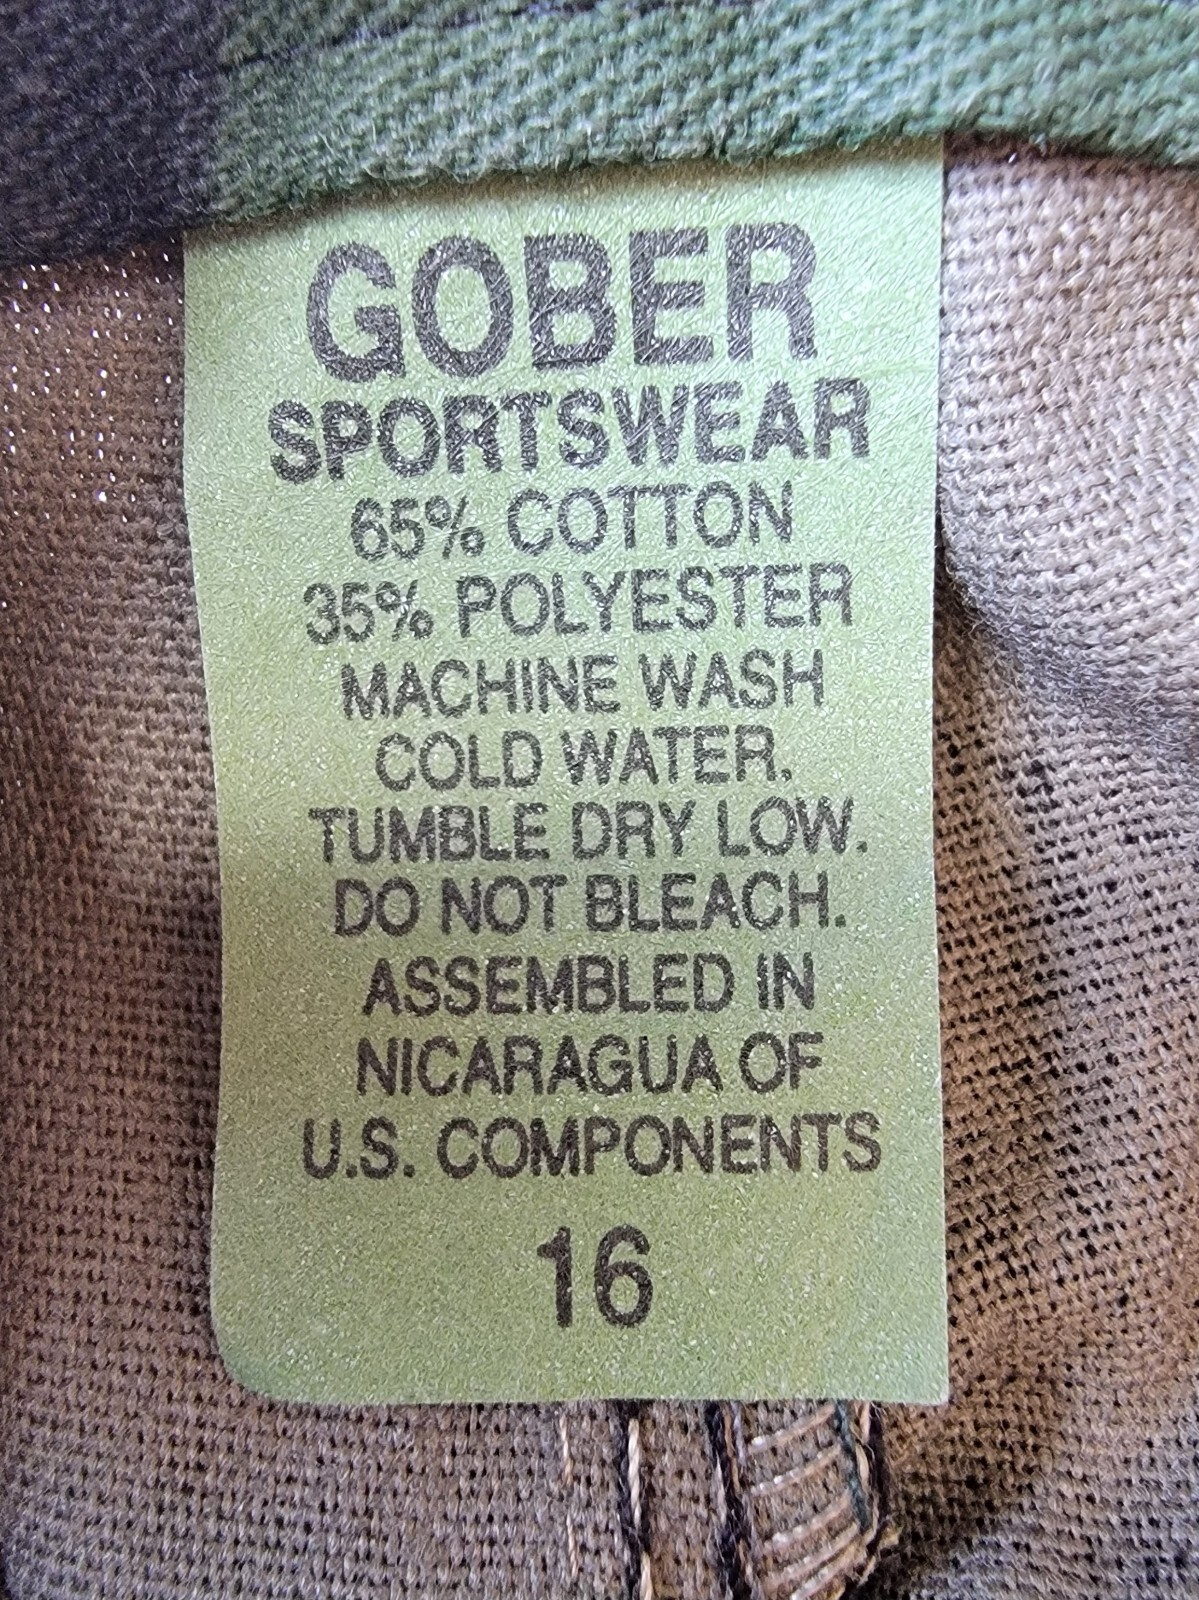 GOBER
SPORTSWEAR
65% COTTON
35% POLYESTER
MACHINE WASH
COLD WATER.
TUMBLE DRY LOW.
DO NOT BLEACH.
ASSEMBLED IN
NICARAGUA OF
U.S. COMPONENTS
16